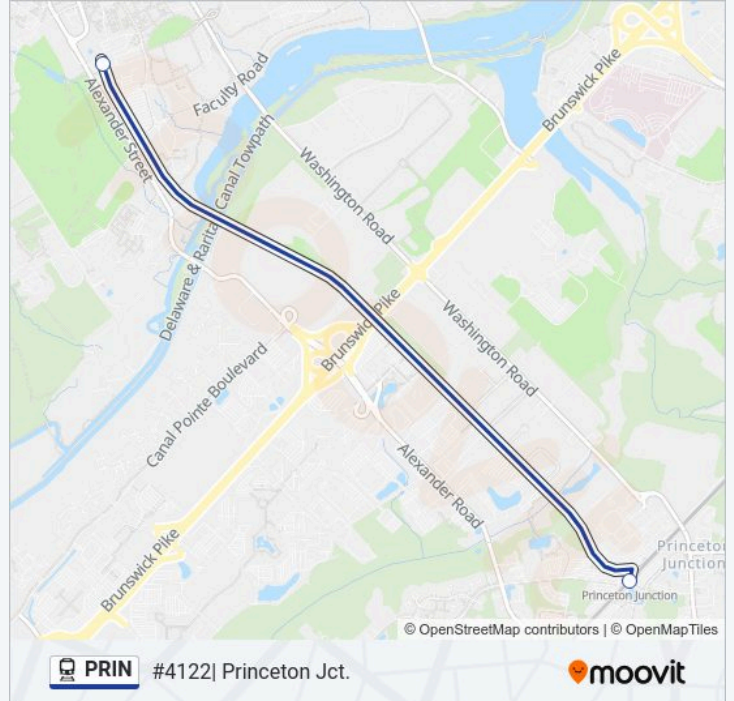 Faculty Road
Brunswick Pike
Alexander Street
Delaware & Raritan Canal Towpath
Washington Road
Brunswick Pike
Washington Road
Canal Pointe Boulevard
Alexander Road
Brunswick Pike
Princeton
Junction
Princeton Junction
© OpenStreetMap contributors | © OpenMapTiles
PRIN #4122| Princeton Jct.
moovit